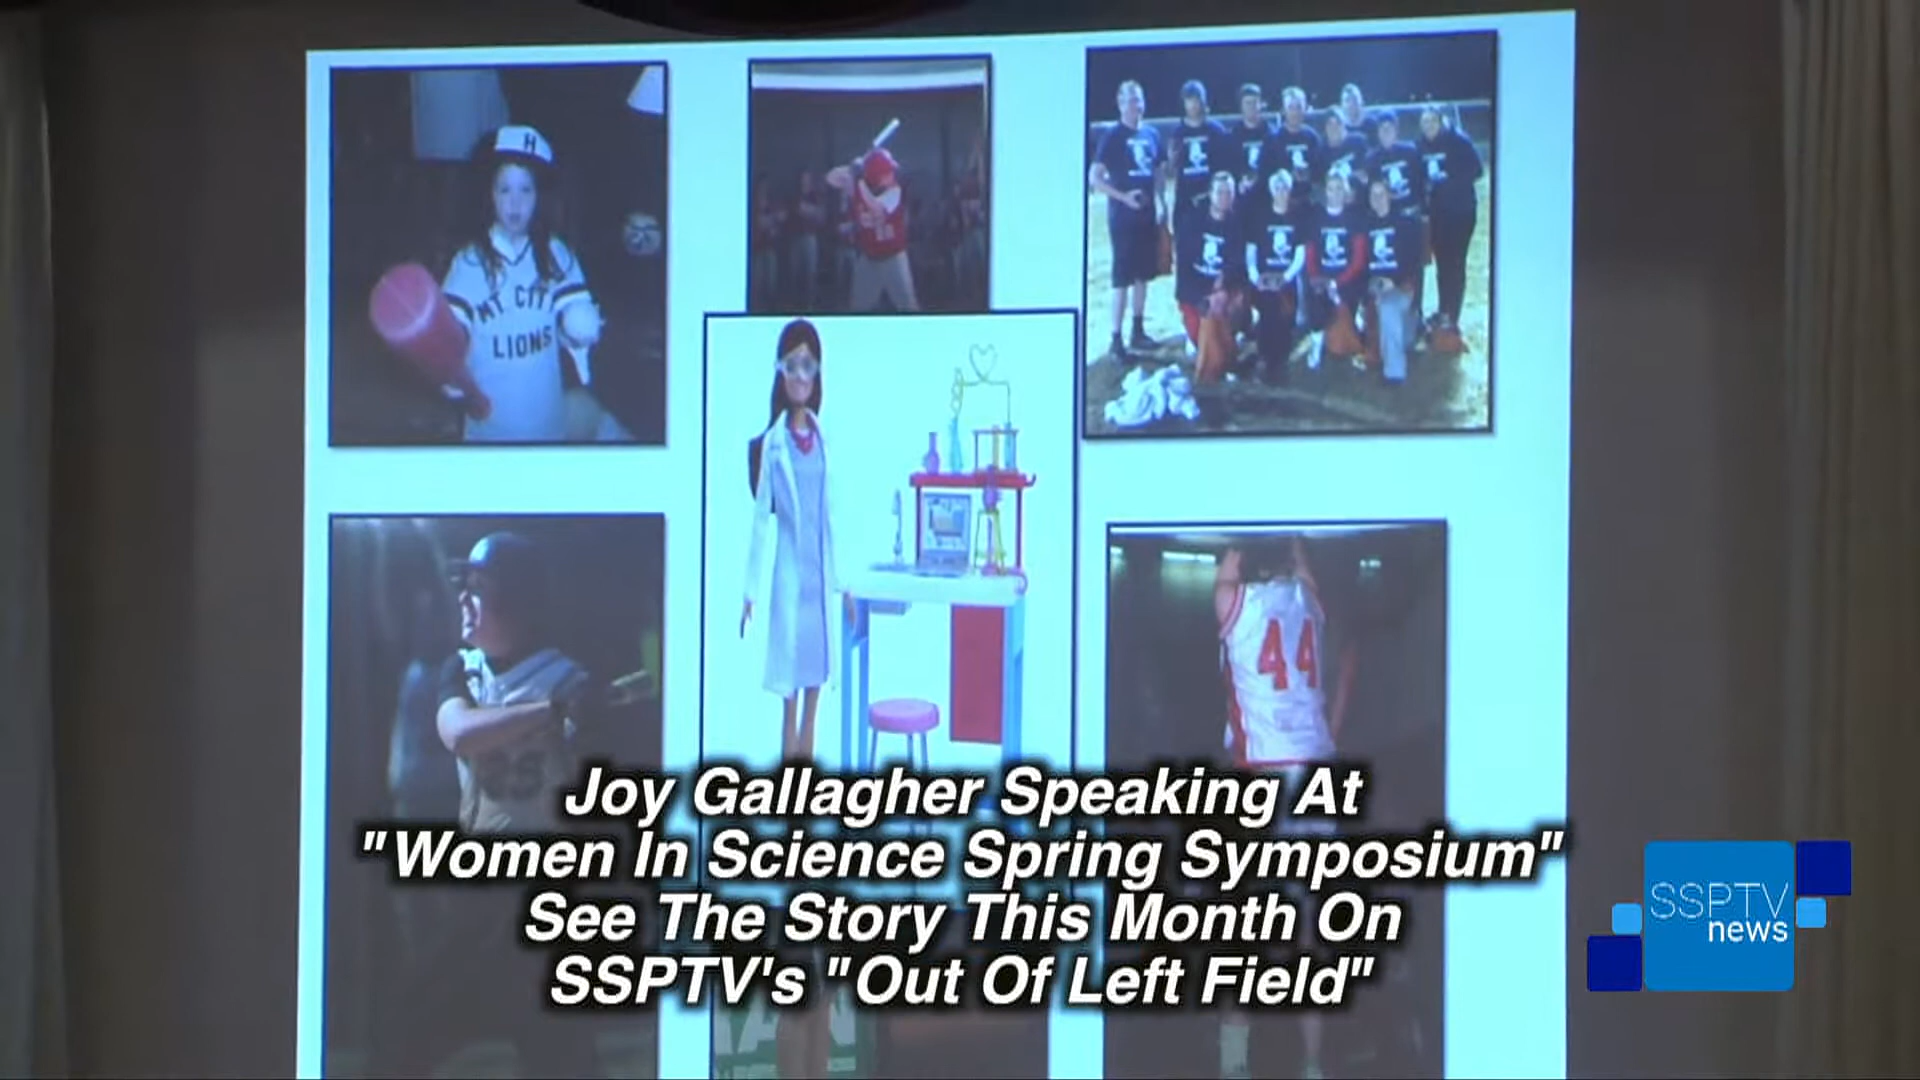 H
MT CITY
LIONS
44
Joy Gallagher Speaking At
"Women In Science Spring Symposium"
See The Story This Month On
SSPTV's "Out Of Left Field"
SSPTV
news